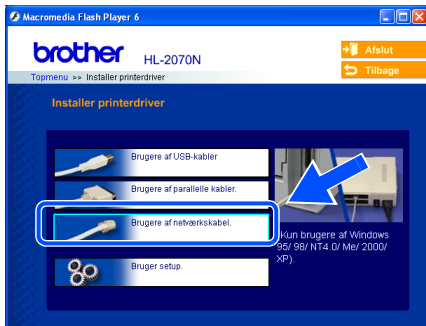 Macromedia Flash Player 6
brother
HL-2070N
Afslut
Tilbage
Topmenu >> Installer printerdriver
Installer printerdriver
Brugere af USB-kabler
Brugere af parallelle kabler.
Brugere af netværkskabel.
Bruger setup.
Kun brugere af Windows
95/ 98/ NT4.0/ Me/ 2000/
XP).